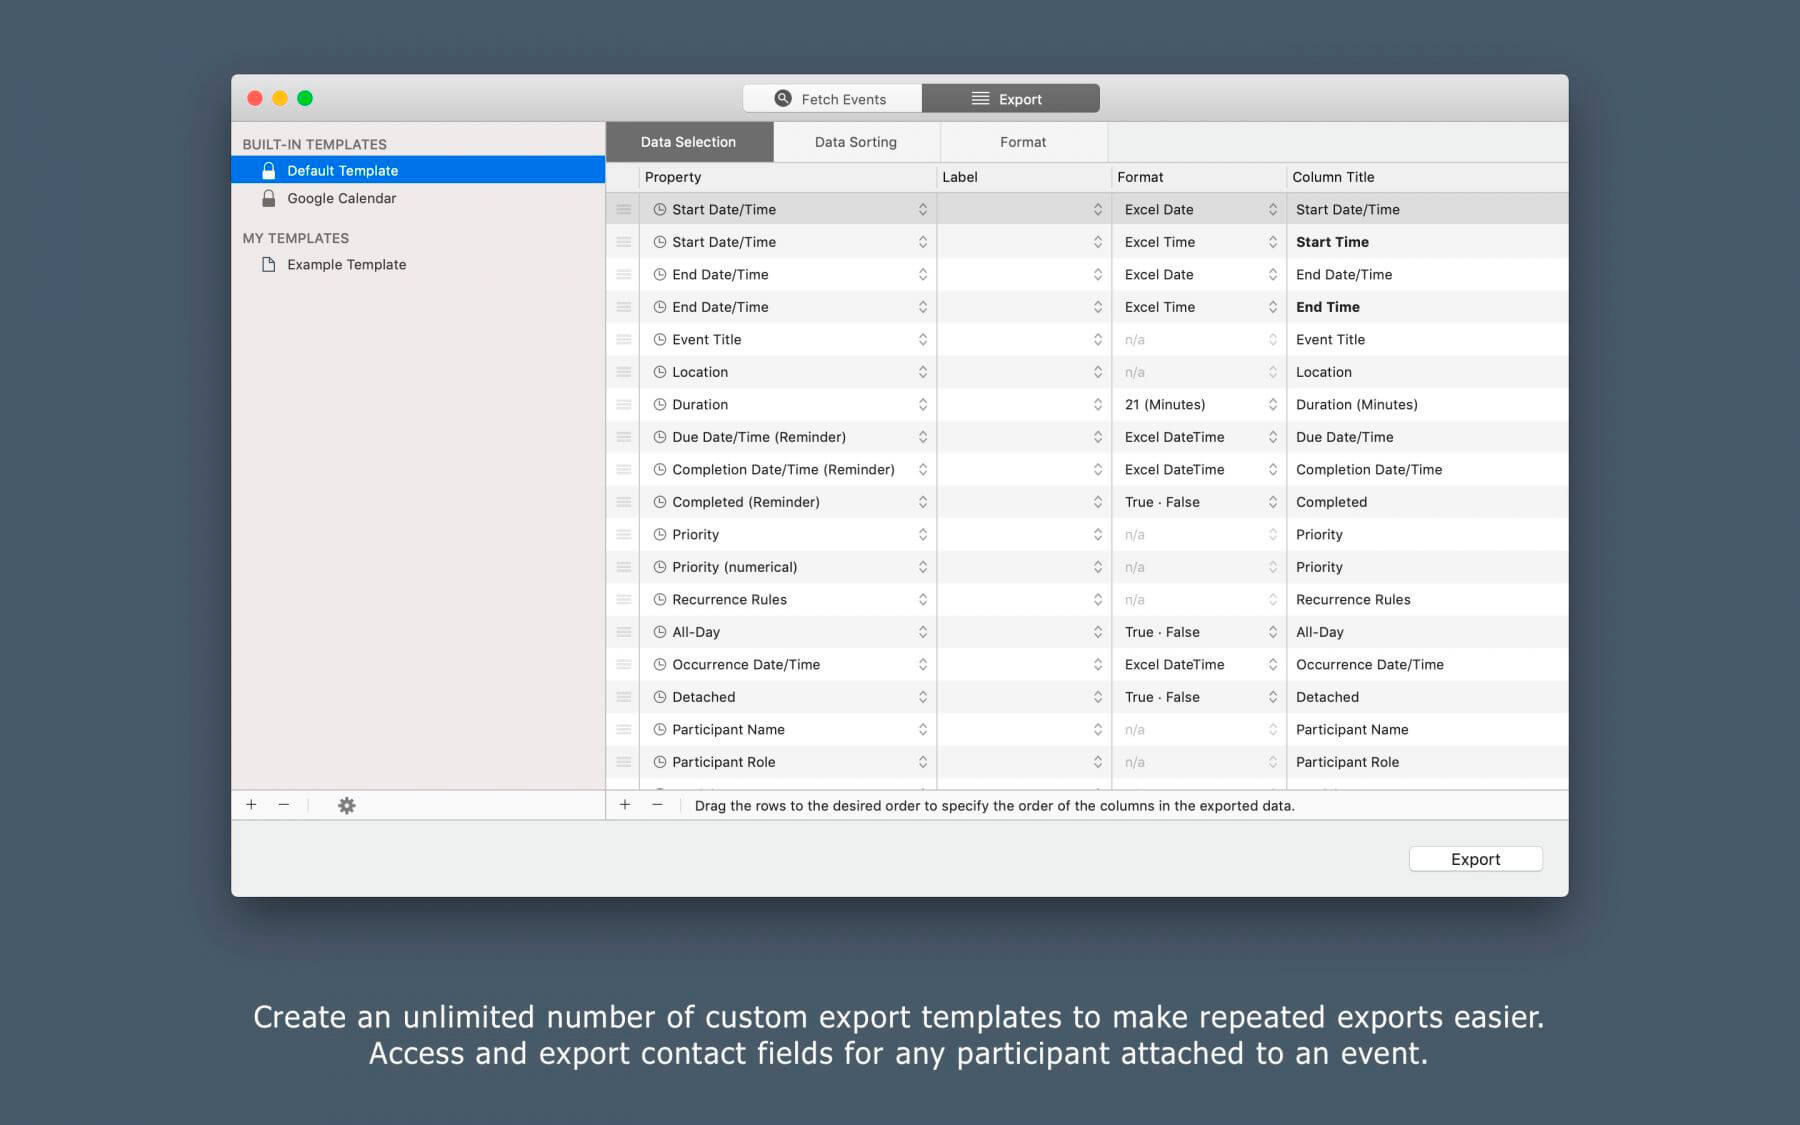 Fetch Events
Export
BUILT-IN TEMPLATES
Default Template
Google Calendar
MY TEMPLATES
Example Template
Data Selection
Data Sorting
Format
Property
Label
Format
Column Title
Start Date/Time Excel Date Start Date/Time
Start Date/Time Excel Time Start Time
End Date/Time Excel Date End Date/Time
End Date/Time Excel Time End Time
Event Title n/a Event Title
Location n/a Location
Duration 21 (Minutes) Duration (Minutes)
Due Date/Time (Reminder) Excel DateTime Due Date/Time
Completion Date/Time (Reminder) Excel DateTime Completion Date/Time
Completed (Reminder) True · False Completed
Priority n/a Priority
Priority (numerical) n/a Priority
Recurrence Rules n/a Recurrence Rules
All-Day True · False All-Day
Occurrence Date/Time Excel DateTime Occurrence Date/Time
Detached True · False Detached
Participant Name n/a Participant Name
Participant Role n/a Participant Role
Drag the rows to the desired order to specify the order of the columns in the exported data.
Export
Create an unlimited number of custom export templates to make repeated exports easier.
Access and export contact fields for any participant attached to an event.